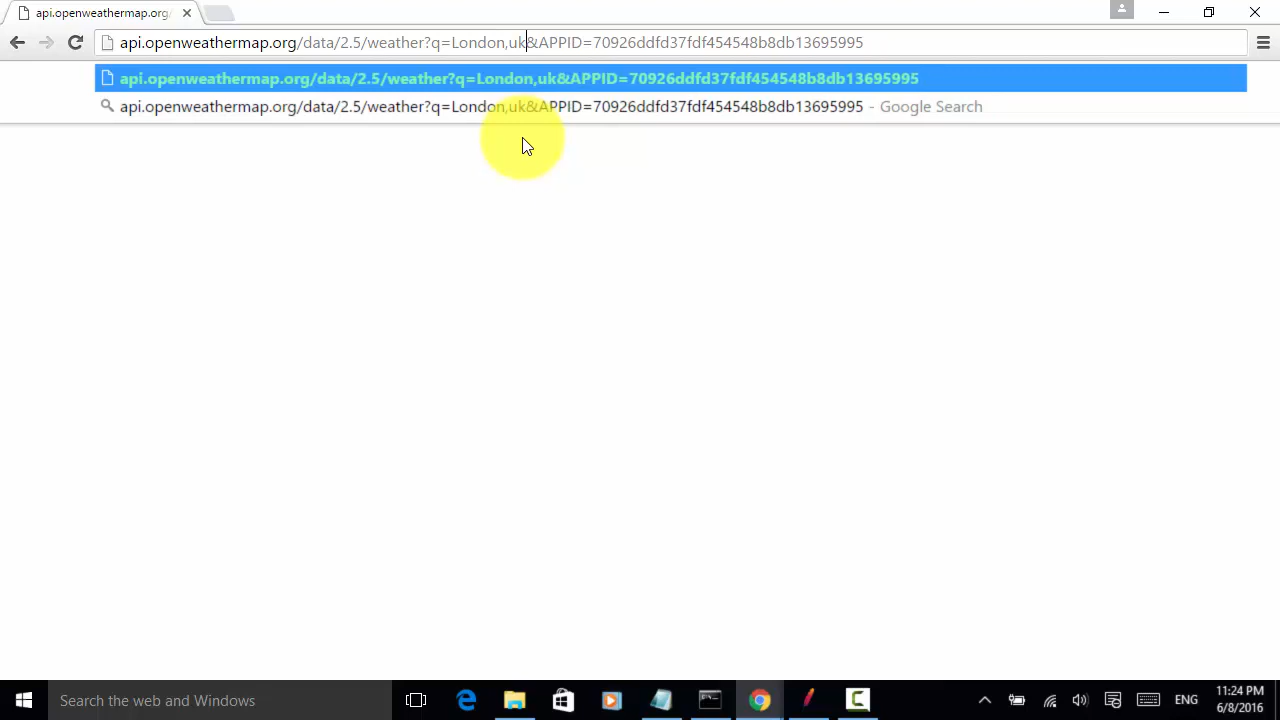 api.openweathermap.org/
api.openweathermap.org/data/2.5/weather?q=London,uk&APPID=70926ddfd37fdf454548b8db13695995
api.openweathermap.org/data/2.5/weather?q=London,uk&APPID=70926ddfd37fdf454548b8db13695995
api.openweathermap.org/data/2.5/weather?q=London,uk&APPID=70926ddfd37fdf454548b8db13695995 - Google Search
Search the web and Windows
ENG
11:24 PM
6/8/2016